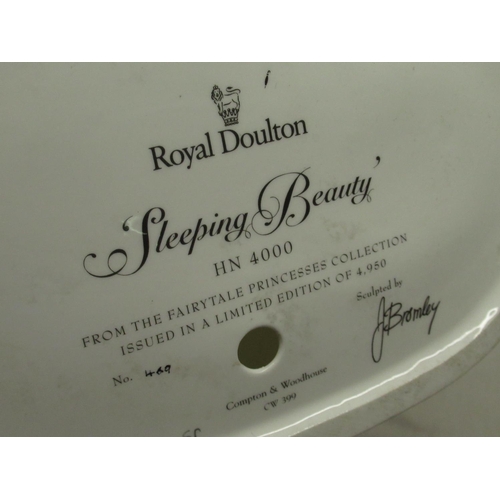 Royal Doulton
'Sleeping Beauty'
HN 4000
FROM THE FAIRYTALE PRINCESSES COLLECTION
ISSUED IN A LIMITED EDITION OF 4,950
Sculpted by
J. Bromley
No. 469
Compton & Woodhouse
CW 399